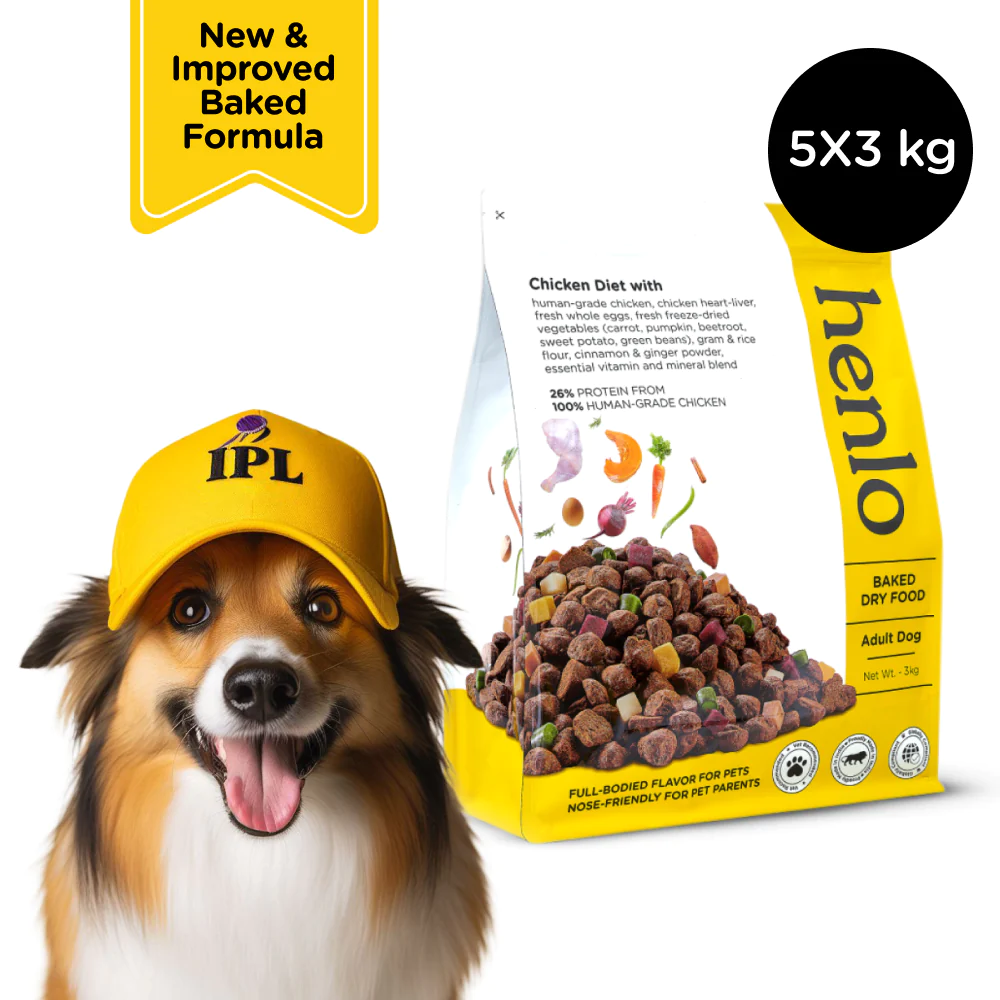 New &
Improved
Baked
Formula
5X3 kg
Chicken Diet with
human-grade chicken, chicken heart-liver,
fresh whole eggs, fresh freeze-dried
vegetables (carrot, pumpkin, beetroot,
sweet potato, green beans), gram & rice
flour, cinnamon & ginger powder,
essential vitamin and mineral blend
26% PROTEIN FROM
100% HUMAN-GRADE CHICKEN
henlo
BAKED
DRY FOOD
Adult Dog
Net Wt. - 3kg
IPL
FULL-BODIED FLAVOR FOR PETS
NOSE-FRIENDLY FOR PET PARENTS